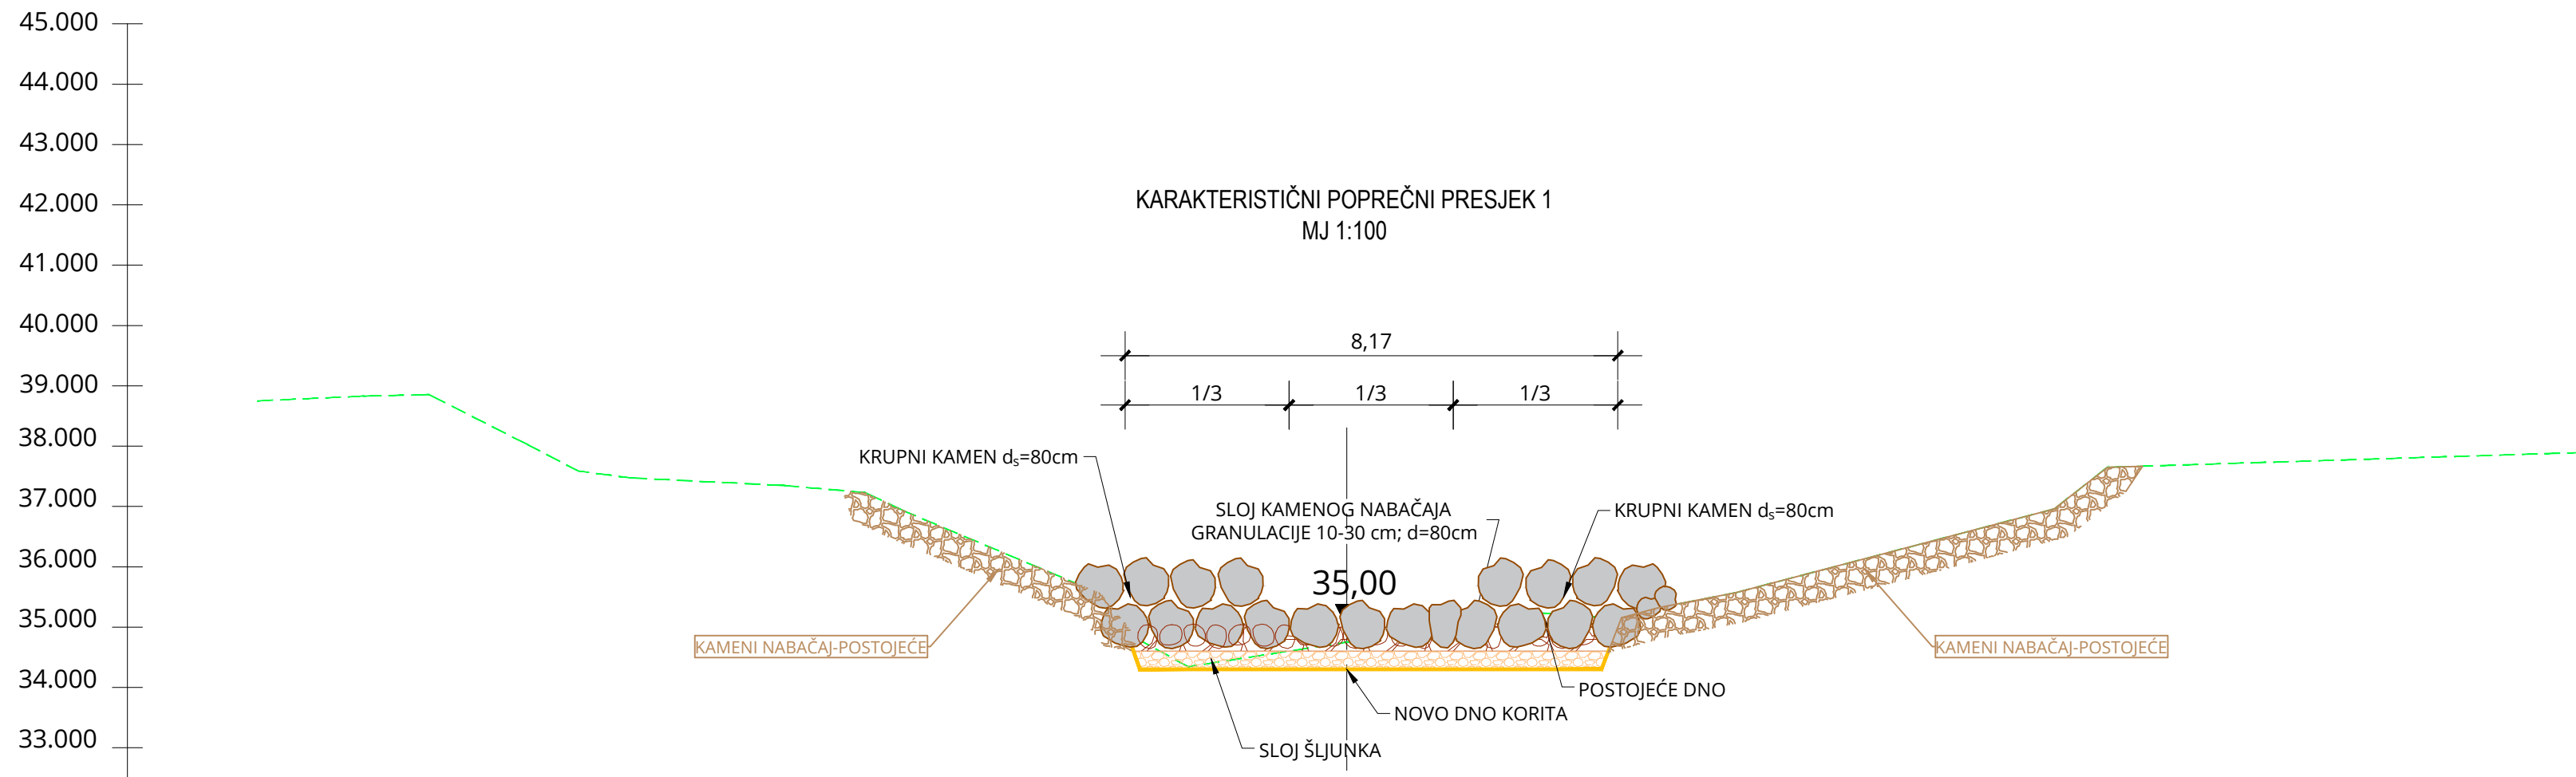 45.000
44.000
43.000
42.000
41.000
40.000
39.000
38.000
37.000
36.000
35.000
34.000
33.000
KARAKTERISTIČNI POPREČNI PRESJEK 1
MJ 1:100
8,17
1/3
1/3
1/3
KRUPNI KAMEN dₛ=80cm
SLOJ KAMENOG NABAČAJA
GRANULACIJE 10-30 cm; d=80cm
KRUPNI KAMEN dₛ=80cm
35,00
KAMENI NABAČAJ-POSTOJEĆE
KAMENI NABAČAJ-POSTOJEĆE
POSTOJEĆE DNO
NOVO DNO KORITA
SLOJ ŠLJUNKA